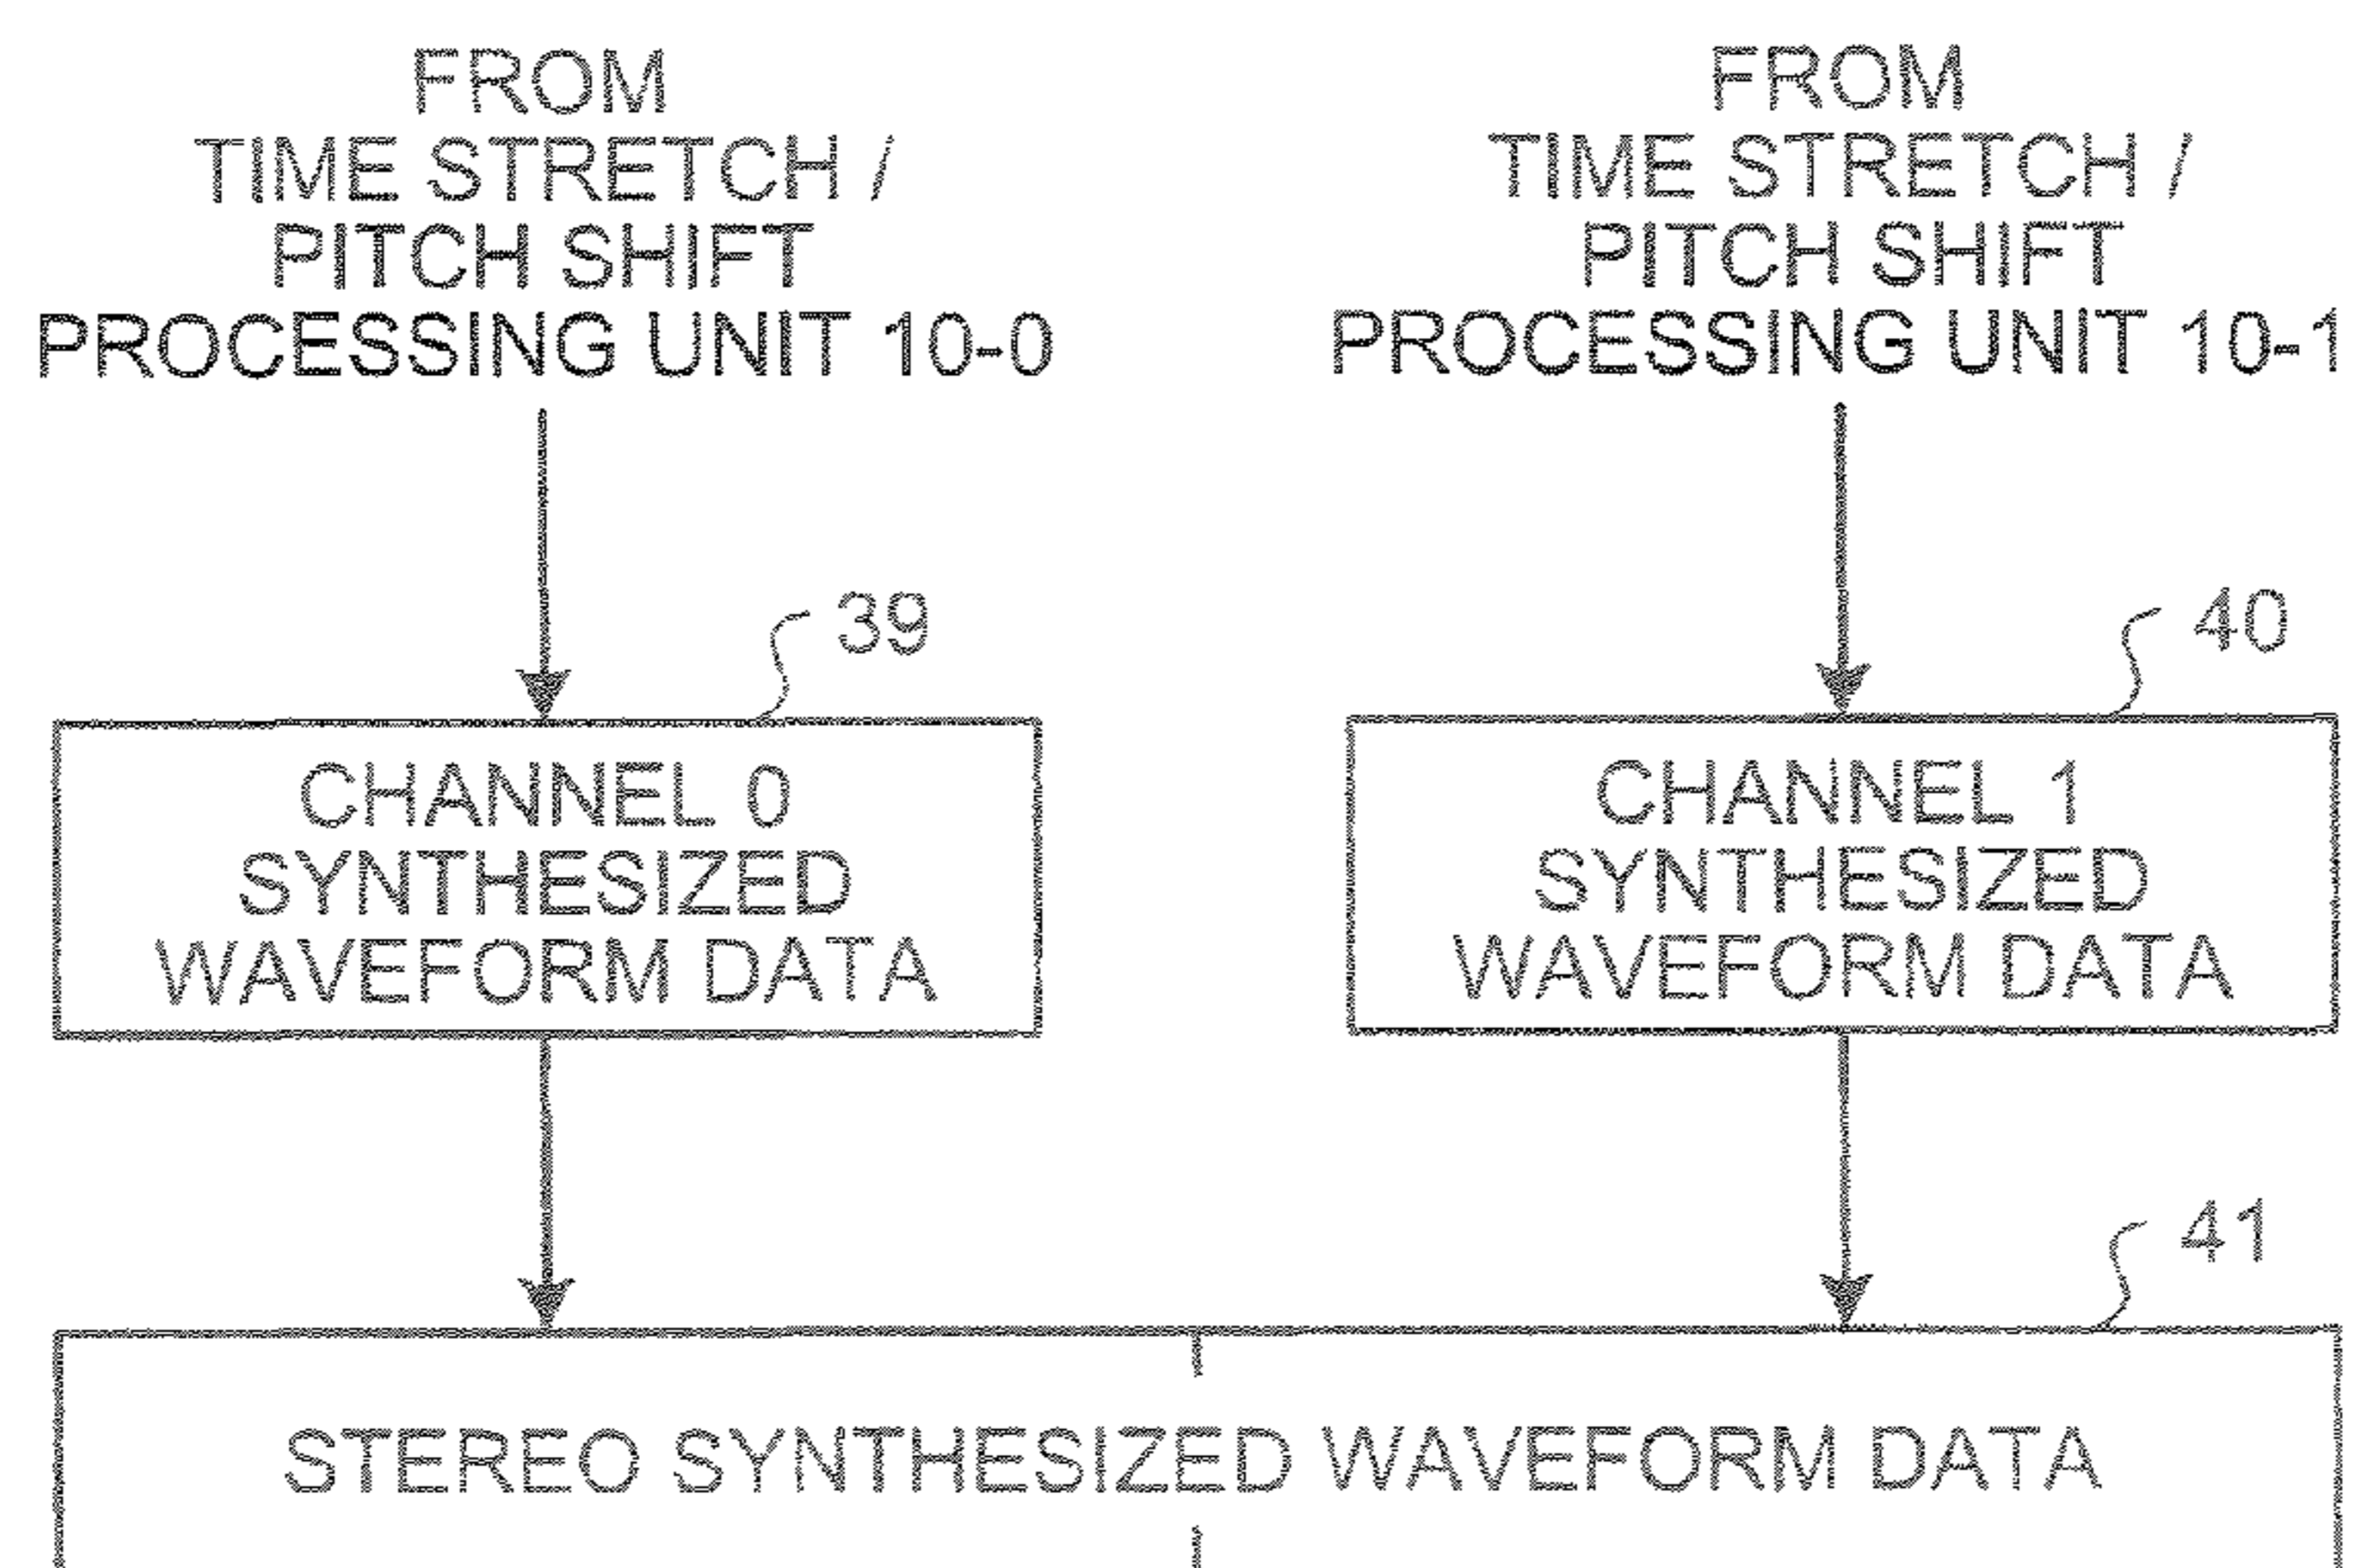 FROM
TIME STRETCH /
PITCH SHIFT
PROCESSING UNIT 10-0
FROM
TIME STRETCH /
PITCH SHIFT
PROCESSING UNIT 10-1
39
40
CHANNEL 0
SYNTHESIZED
WAVEFORM DATA
CHANNEL 1
SYNTHESIZED
WAVEFORM DATA
41
STEREO SYNTHESIZED WAVEFORM DATA